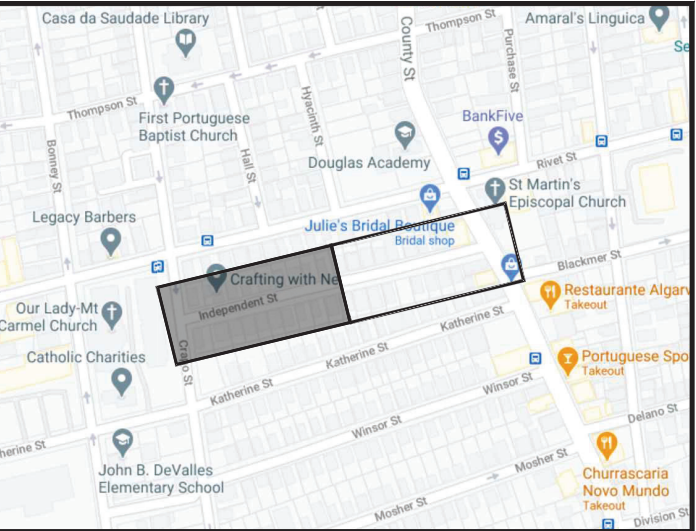 Casa da Saudade Library
Amaral's Linguica
Thompson St
County St
Purchase St
Se
Thompson St
Hyacinth St
First Portuguese
Baptist Church
BankFive
Bonney St
Hall St
Douglas Academy
Rivet St
St Martin's
Episcopal Church
Legacy Barbers
Julie's Bridal Boutique
Bridal shop
Blackmer St
Crafting with Ne
Independent St
Restaurante Algarv
Takeout
Our Lady-Mt
Carmel Church
Katherine St
Catholic Charities
Katherine St
Portuguese Spo
Takeout
Katherine St
Winsor St
Winsor St
Delano St
herine St
John B. DeValles
Elementary School
Mosher St
Churrascaria
Novo Mundo
Takeout
Mosher St
Division St